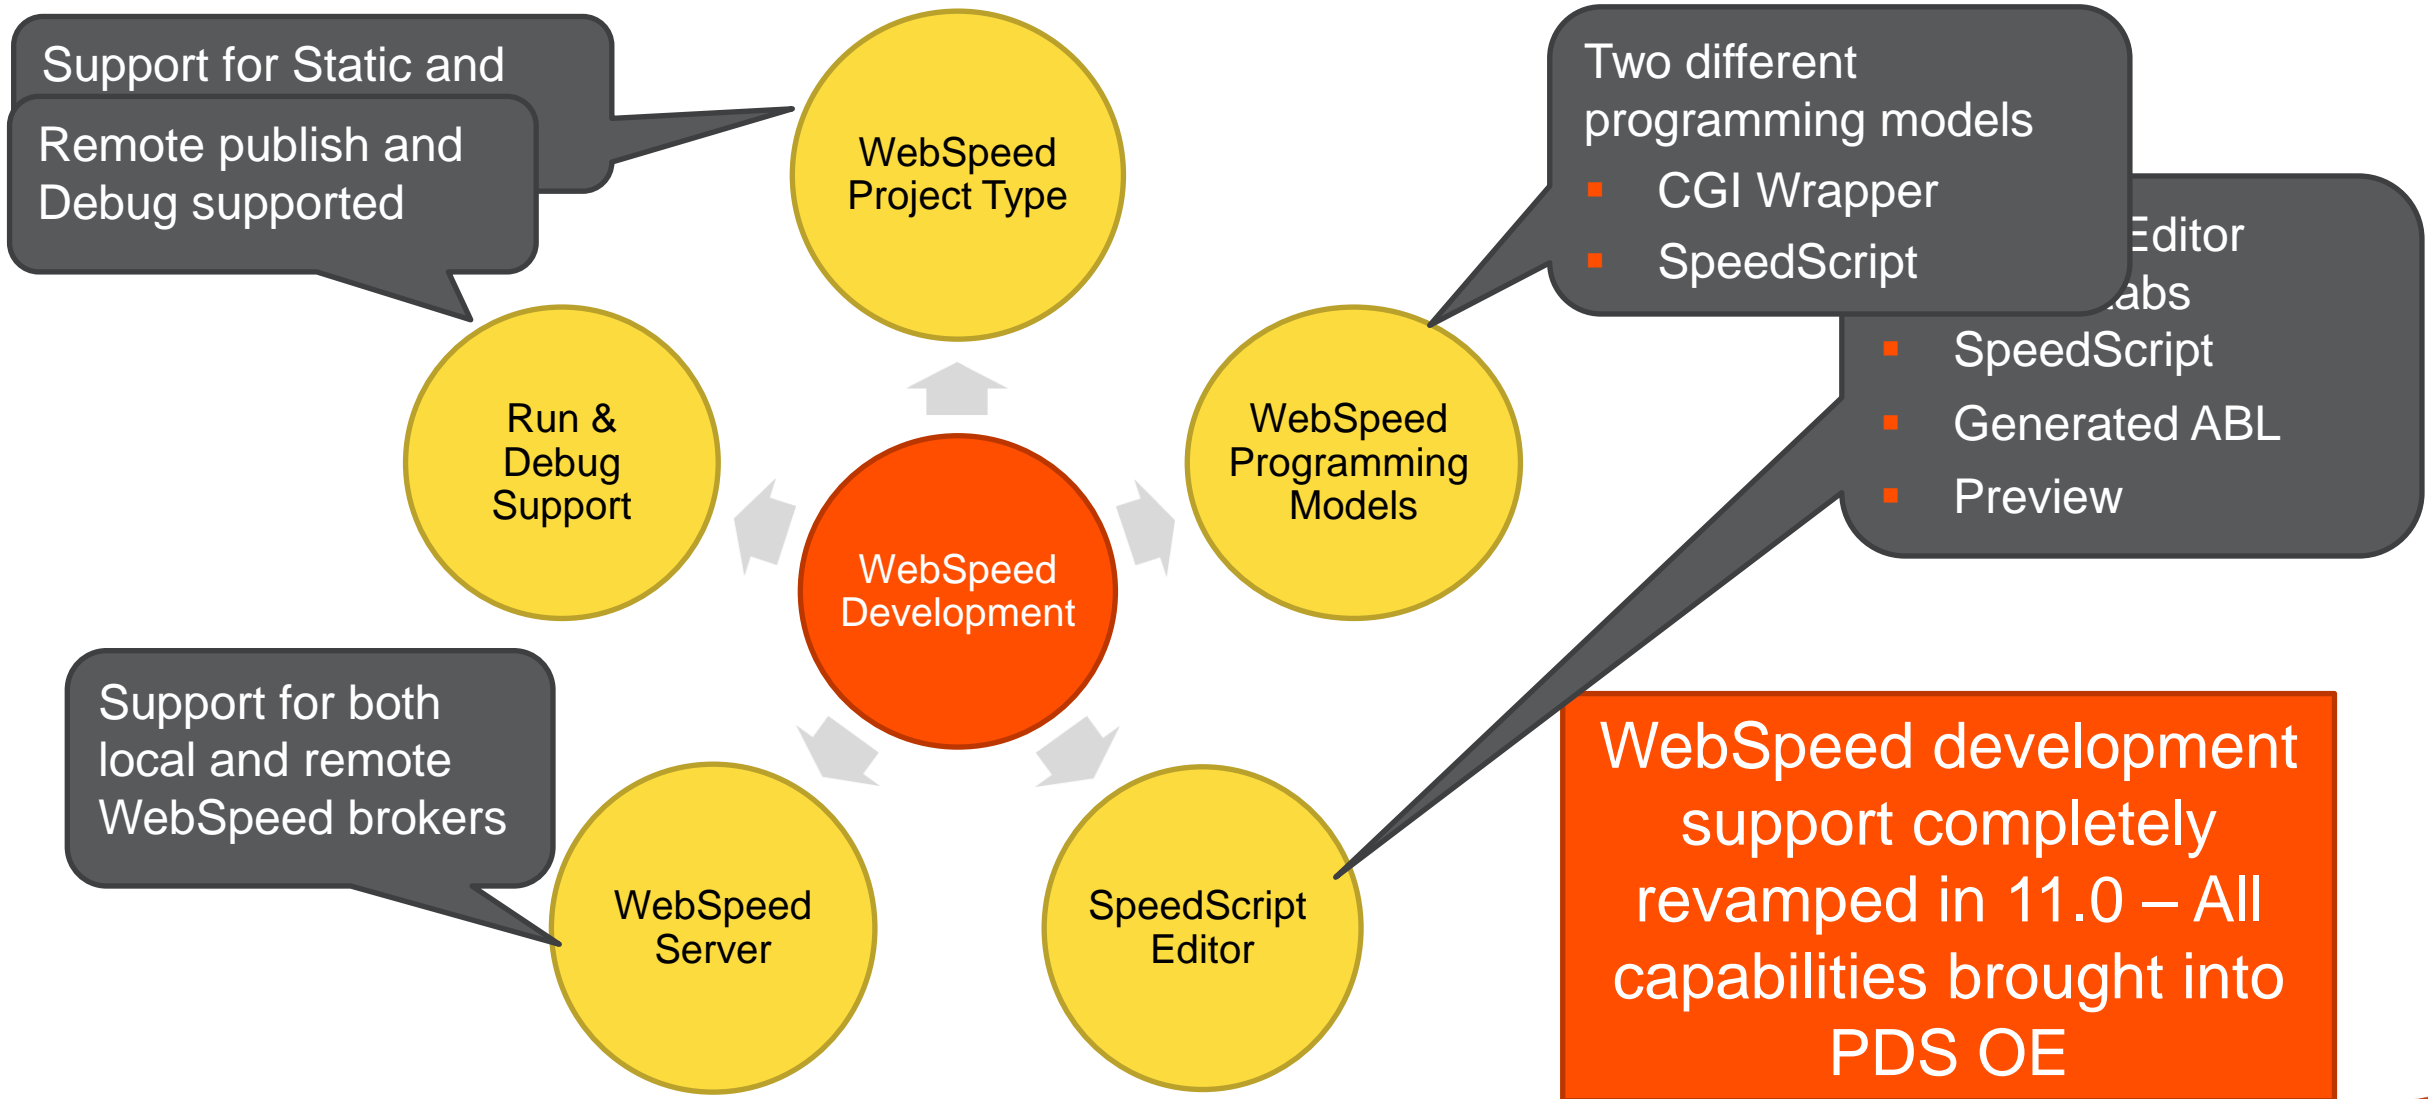 Support for Static and
Remote publish and
Debug supported
WebSpeed
Project Type
Two different
programming models
▪ CGI Wrapper
▪ SpeedScript
Editor
▪ SpeedScript
▪ Generated ABL
▪ Preview
Run &
Debug
Support
WebSpeed
Programming
Models
WebSpeed
Development
Support for both
local and remote
WebSpeed brokers
WebSpeed
Server
SpeedScript
Editor
WebSpeed development
support completely
revamped in 11.0 – All
capabilities brought into
PDS OE